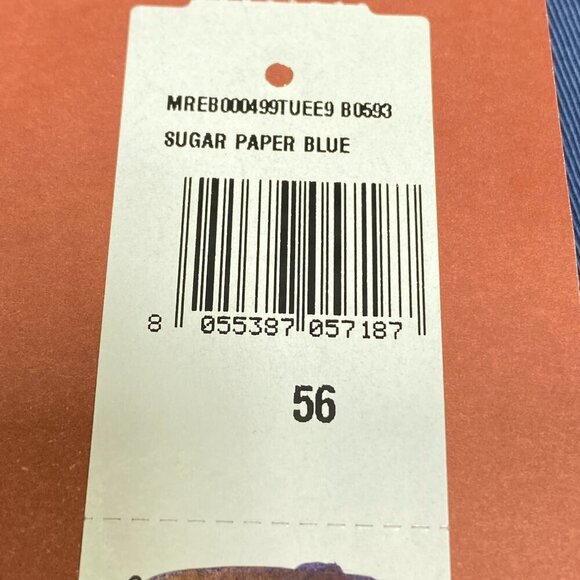 MREB000499TUEE9 B0593
SUGAR PAPER BLUE
8 055387 057187
56